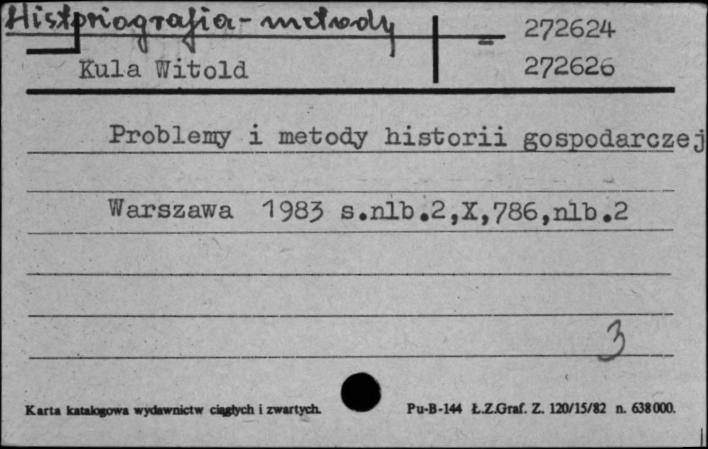 Historiografia - metody
272624
Kula Witold
- 272626
Problemy i metody historii gospodarczej
Warszawa 1983 s.nlb.2,X,786,nlb.2
3
Karta katalogowa wydawnictw ciągłych i zwartych. Pu-B-144 Ł.Z.Graf. Z. 120/15/82 n. 638000.